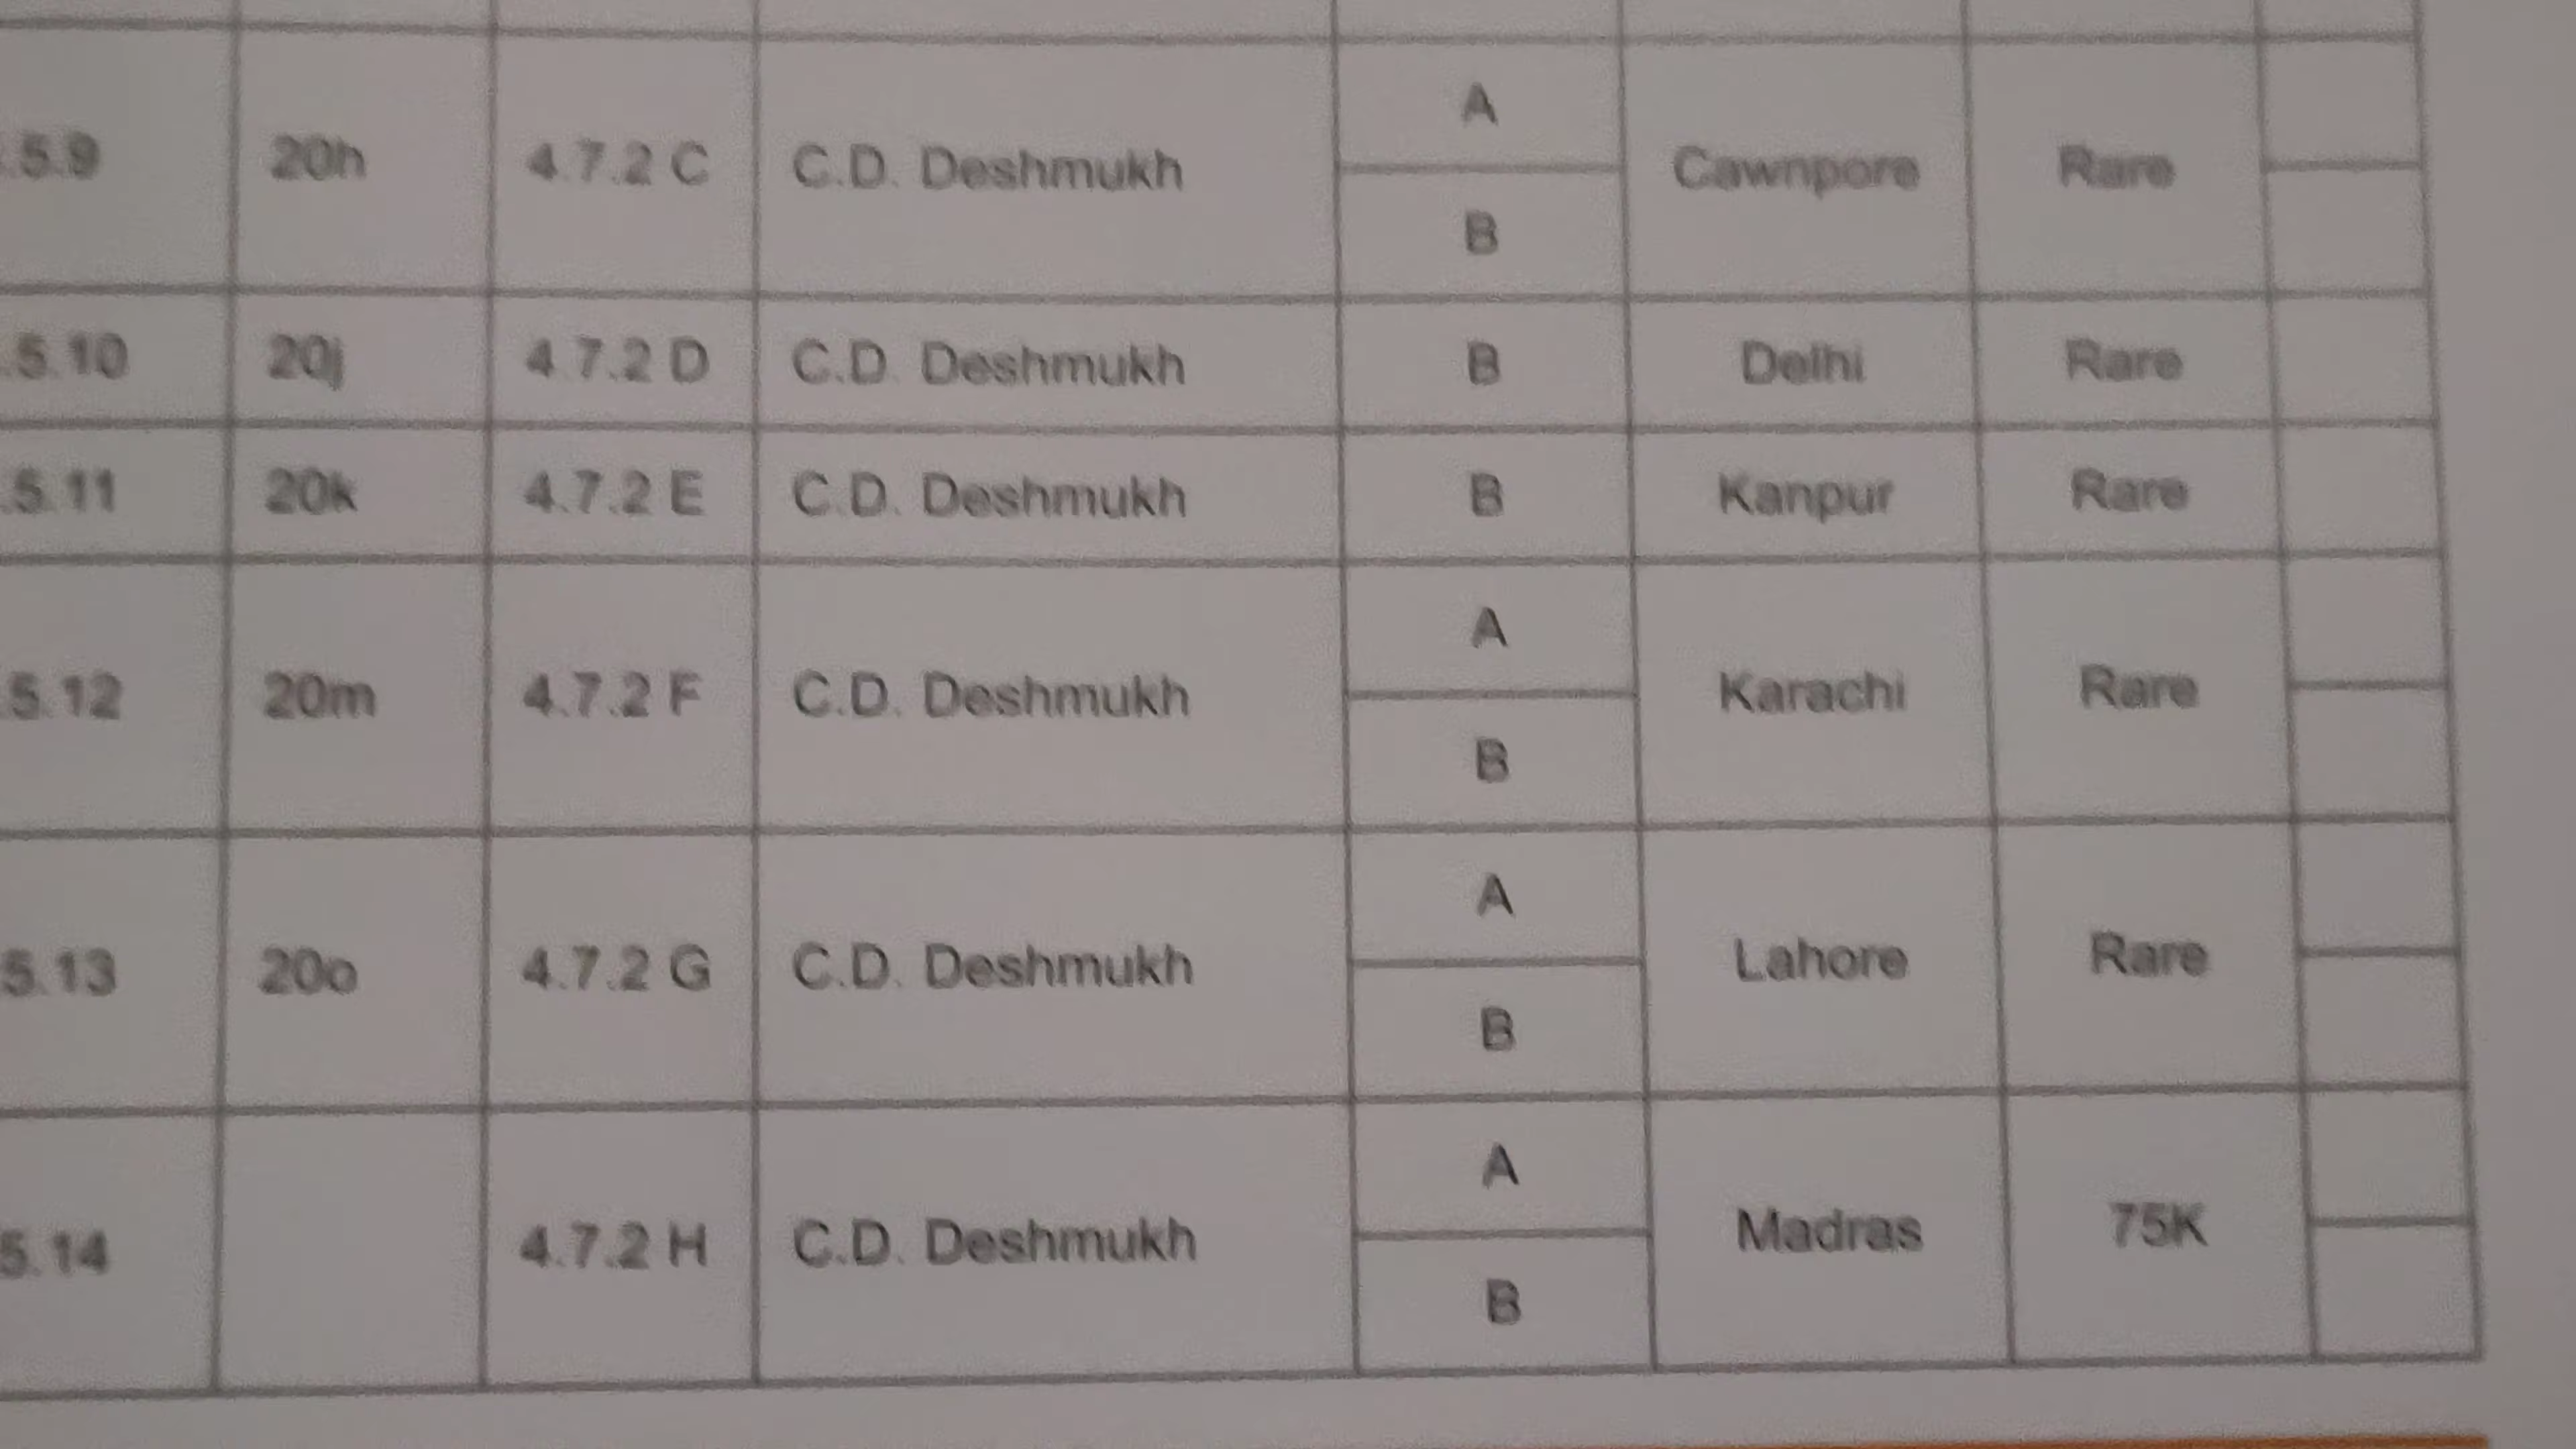 .5.9 20h 4.7.2 C C.D. Deshmukh A B Cawnpore Rare
.5.10 20j 4.7.2 D C.D. Deshmukh B Delhi Rare
.5.11 20k 4.7.2 E C.D. Deshmukh B Kanpur Rare
.5.12 20m 4.7.2 F C.D. Deshmukh A B Karachi Rare
5.13 20o 4.7.2 G C.D. Deshmukh A B Lahore Rare
5.14 4.7.2 H C.D. Deshmukh A B Madras 75K